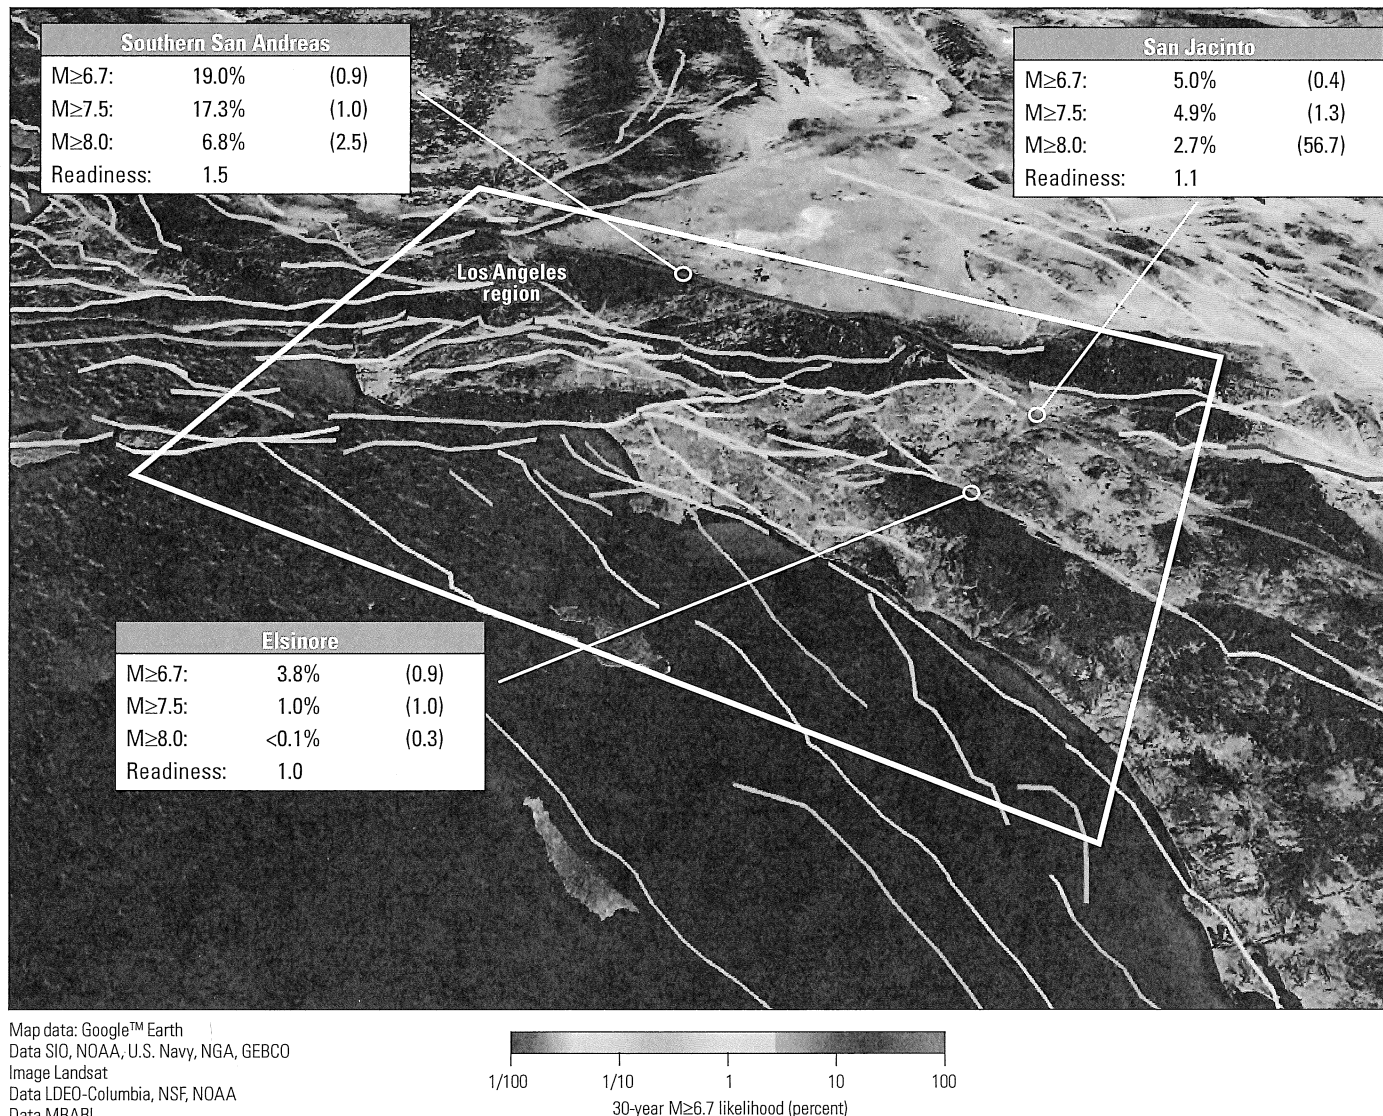 Southern San Andreas
M≥6.7: 19.0% (0.9)
M≥7.5: 17.3% (1.0)
M≥8.0: 6.8% (2.5)
Readiness: 1.5
San Jacinto
M≥6.7: 5.0% (0.4)
M≥7.5: 4.9% (1.3)
M≥8.0: 2.7% (56.7)
Readiness: 1.1
Los Angeles
region
Elsinore
M≥6.7: 3.8% (0.9)
M≥7.5: 1.0% (1.0)
M≥8.0: <0.1% (0.3)
Readiness: 1.0
Map data: Google™ Earth
Data SIO, NOAA, U.S. Navy, NGA, GEBCO
Image Landsat
Data LDEO-Columbia, NSF, NOAA
Data MBARI
1/100 1/10 1 10 100
30-year M≥6.7 likelihood (percent)